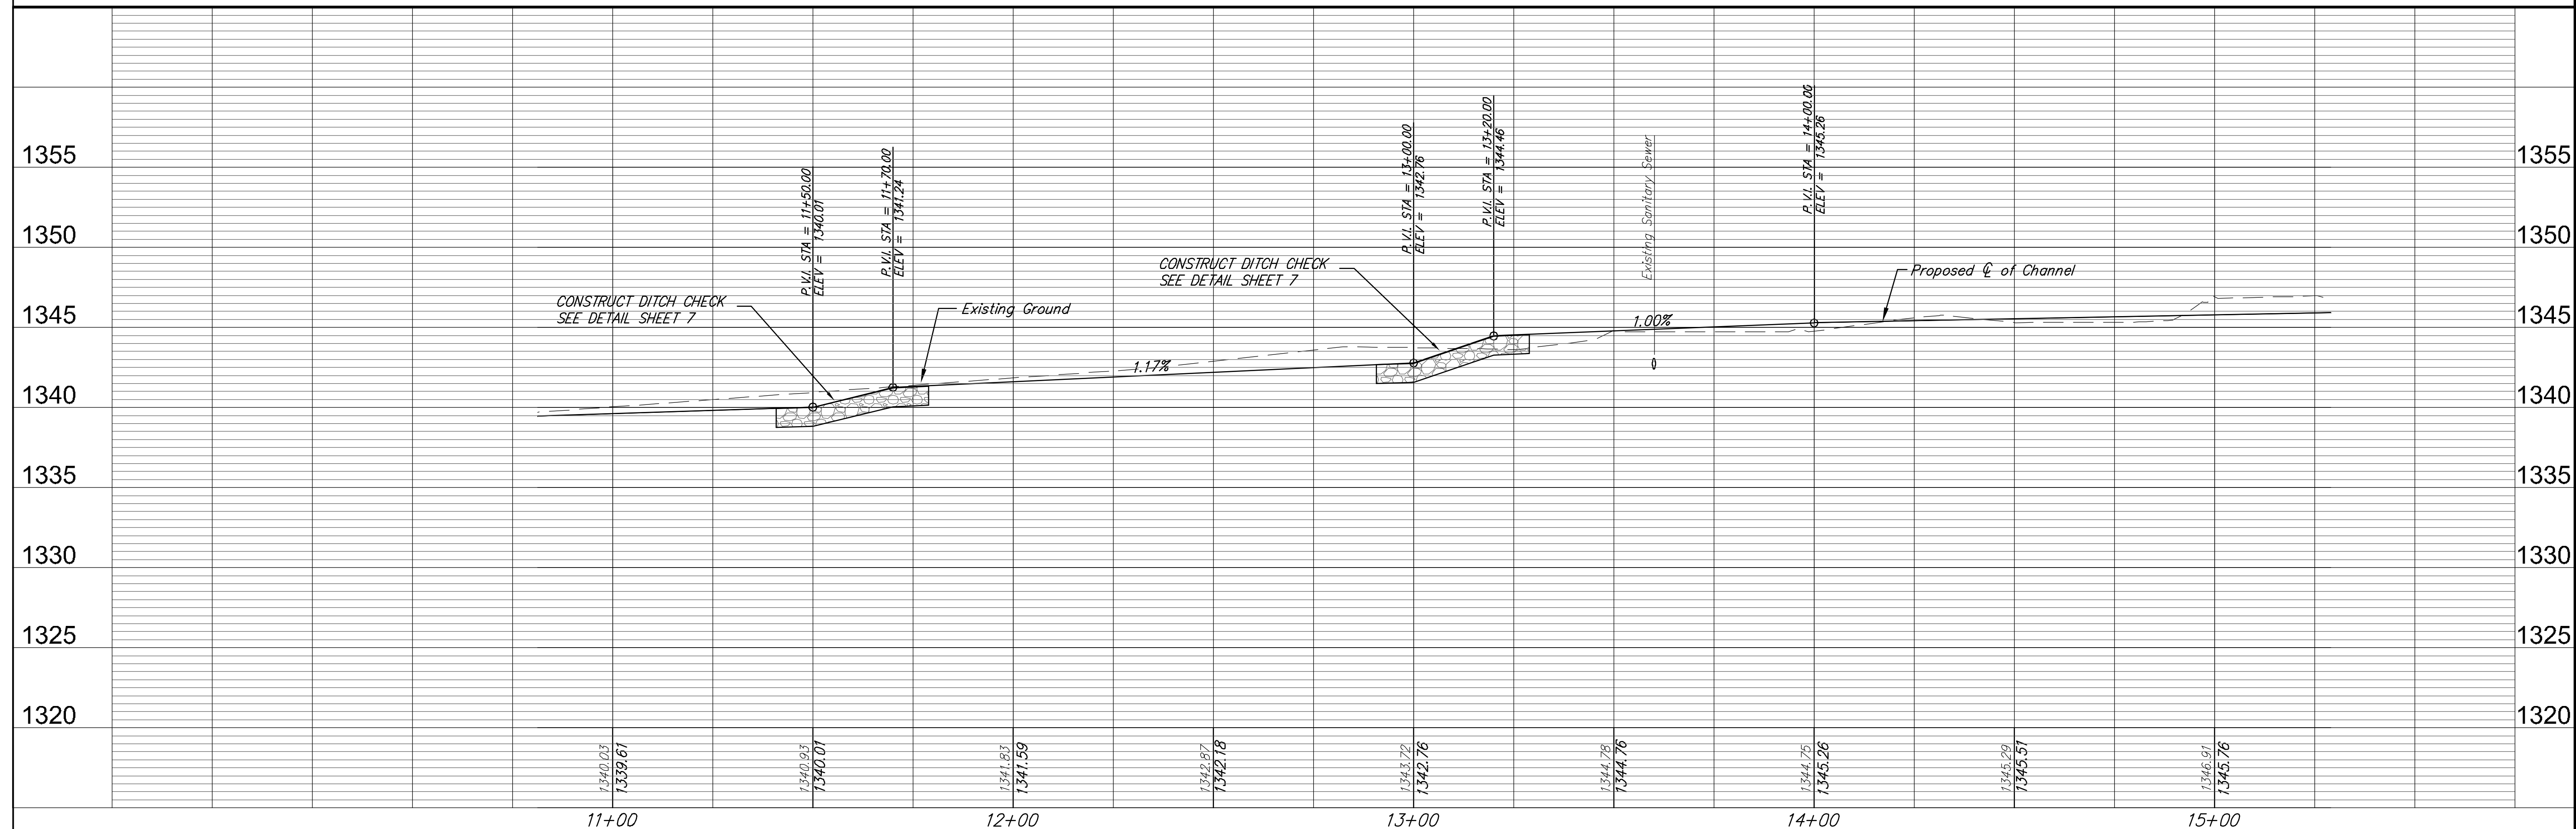 P.V.I. STA = 11+50.00
ELEV = 1340.01
P.V.I. STA = 11+70.00
ELEV = 1341.24
P.V.I. STA = 13+00.00
ELEV = 1342.76
P.V.I. STA = 13+20.00
ELEV = 1344.46
Existing Sanitary Sewer
P.V.I. STA = 14+00.00
ELEV = 1345.26
1355
1355
1350
1350
CONSTRUCT DITCH CHECK
SEE DETAIL SHEET 7
Proposed ℄ of Channel
CONSTRUCT DITCH CHECK
SEE DETAIL SHEET 7
Existing Ground
1345
1.00%
1345
1.17%
1340
1340
1335
1335
1330
1330
1325
1325
1320
1320
1340.03
1339.61
1340.93
1340.01
1341.83
1341.59
1342.87
1342.18
1343.72
1342.76
1344.78
1344.76
1344.75
1345.26
1345.29
1345.51
1346.91
1345.76
11+00
12+00
13+00
14+00
15+00